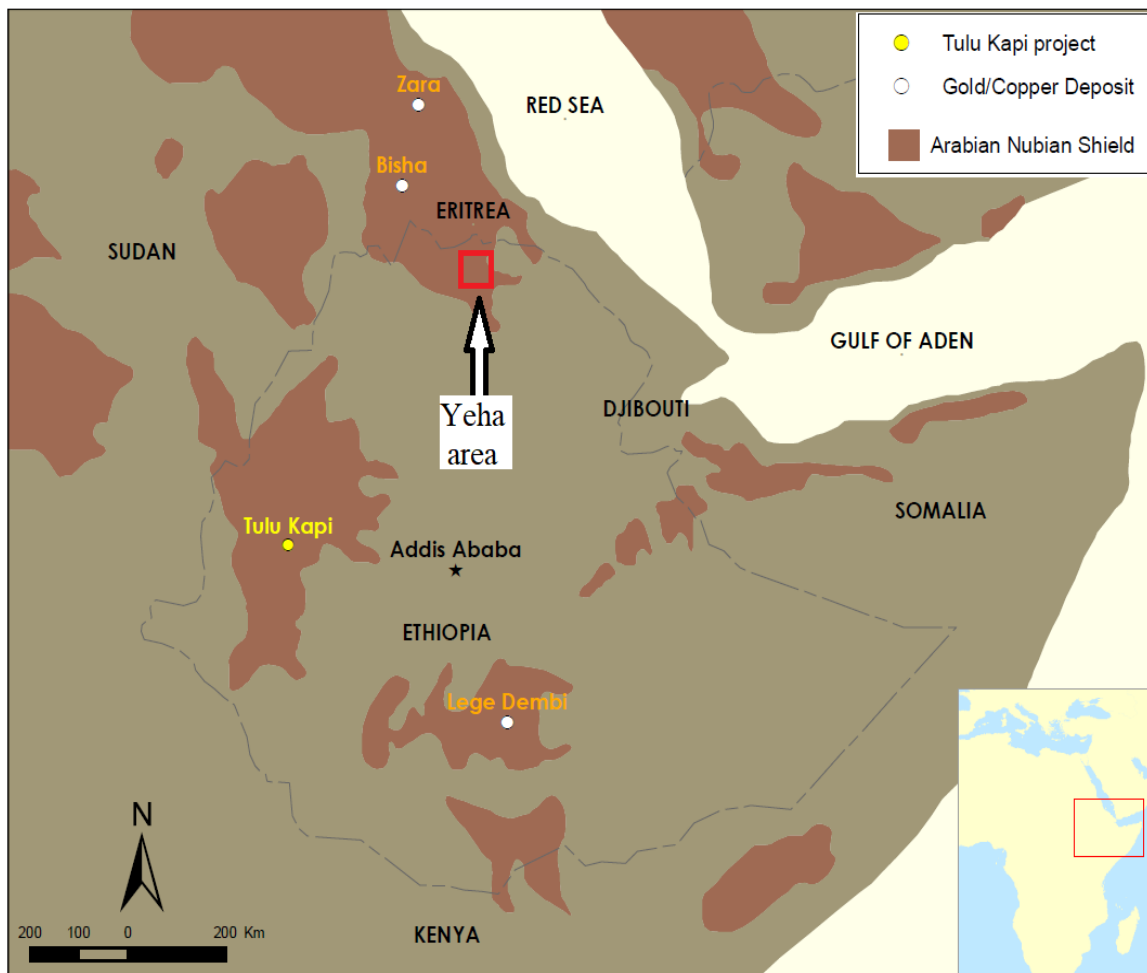 Tulu Kapi project
Gold/Copper Deposit
Arabian Nubian Shield
Zara
RED SEA
Bisha
ERITREA
SUDAN
GULF OF ADEN
Yeha
area
DJIBOUTI
SOMALIA
Tulu Kapi
Addis Ababa
ETHIOPIA
Lege Dembi
N
200 100 0 200 Km
KENYA